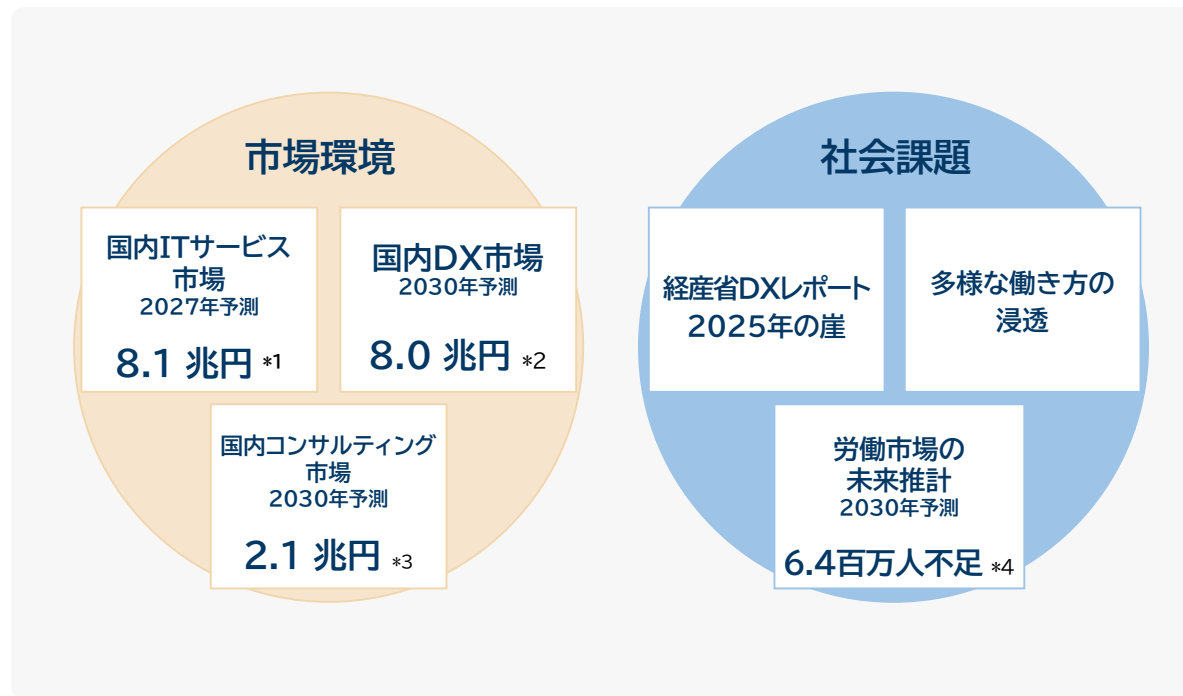 市場環境
国内ITサービス
市場
2027年予測
8.1 兆円 *1
国内DX市場
2030年予測
8.0 兆円 *2
国内コンサルティング
市場
2030年予測
2.1 兆円 *3
社会課題
経産省DXレポート
2025年の崖
多様な働き方の
浸透
労働市場の
未来推計
2030年予測
6.4百万人不足 *4